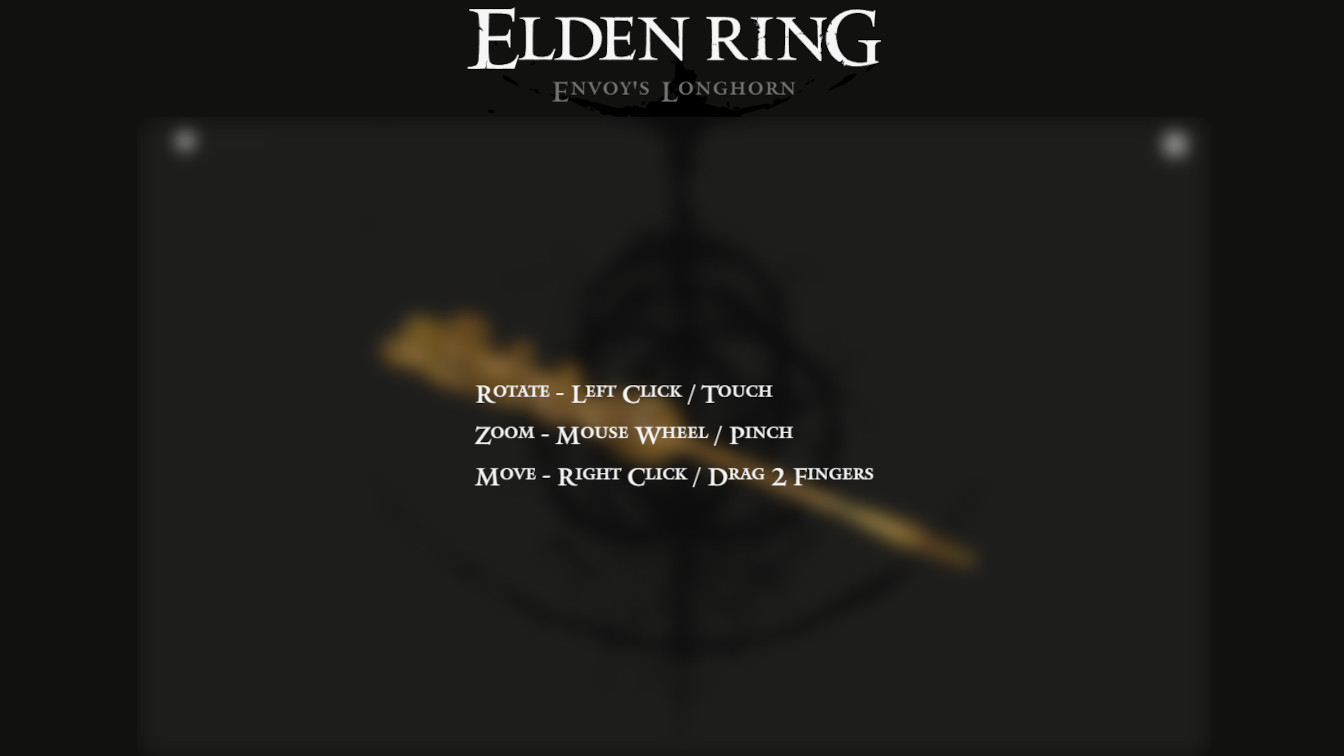 ELDEN RING
Envoy's Longhorn
Rotate - Left Click / Touch
Zoom - Mouse Wheel / Pinch
Move - Right Click / Drag 2 Fingers